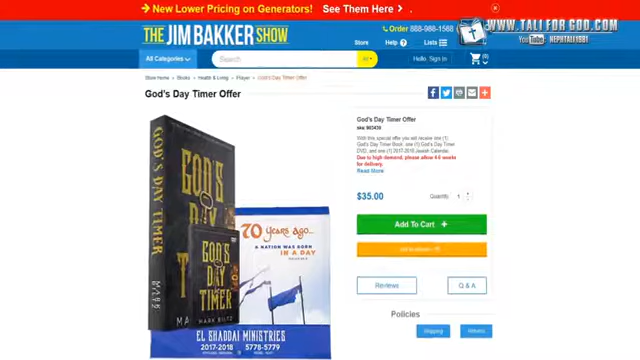 → New Lower Pricing on Generators! See Them Here → .
THE JIM BAKKER SHOW
Order 888-988-1588
Store Help Lists
WWW.TALIFORGOD.COM
YouTube NEPHTALI1981
All Categories
Search
All
Hello, Sign In
Store Home » Books » Health & Living » Prayer » God's Day Timer Offer
God's Day Timer Offer
GOD'S DAY TIMER
GOD'S
DAY
GOD'S
DAY
TIMER
MARK BILTZ
70 YEARS AGO...
A NATION WAS BORN
IN A DAY
EL SHADDAI MINISTRIES
2017-2018 5778-5779
God's Day Timer Offer
With this special offer you will receive one (1)
God's Day Timer Book, one (1) God's Day Timer
DVD, and one (1) 2017-2018 Jewish Calendar.
Due to high demand, please allow 4-6 weeks
for delivery.
Read More
$35.00
Quantity 1
Add To Cart +
Reviews
Q & A
Policies
Shipping
Returns